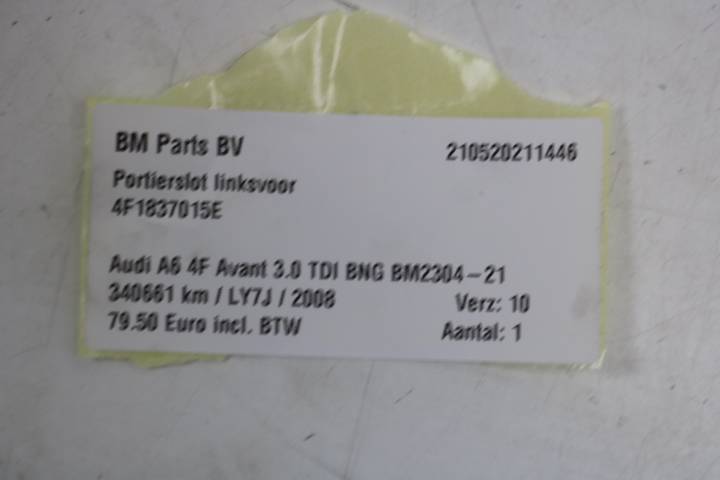 BM Parts BV 210520211446
Portierslot linksvoor
4F1837015E
Audi A6 4F Avant 3.0 TDI BNG BM2304-21
340661 km / LY7J / 2008 Verz: 10
79.50 Euro incl. BTW Aantal: 1